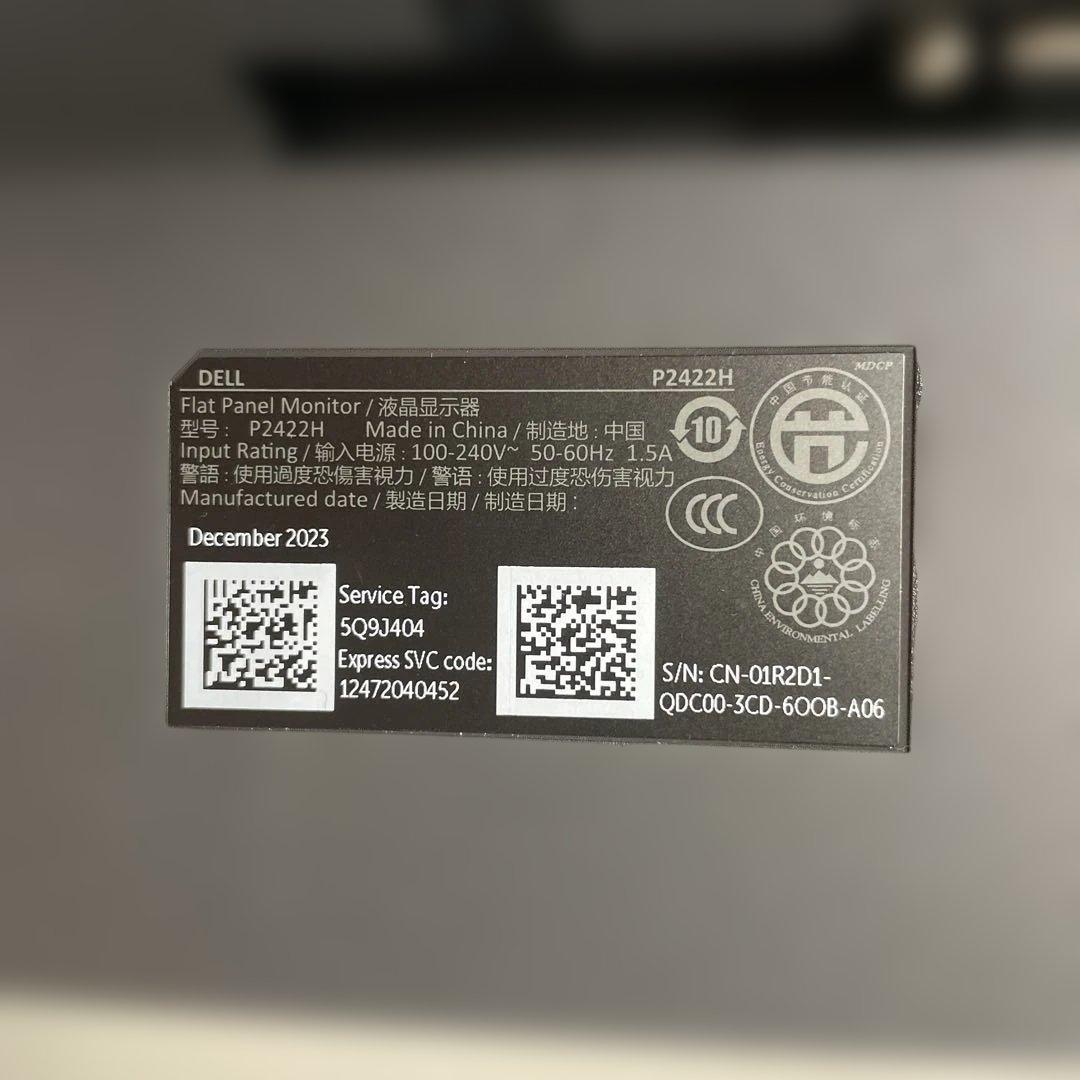 MDCP
DELL P2422H
Flat Panel Monitor / 液晶显示器
型号 : P2422H Made in China / 制造地 : 中国
Input Rating / 输入电源 : 100-240V~ 50-60Hz 1.5A
警語 : 使用過度恐傷害視力 / 警语 : 使用过度恐伤害视力
Manufactured date / 製造日期 / 制造日期 :
December 2023
10
中国节能认证
节
Energy Conservation Certification
CCC
中国环境标志
CHINA ENVIRONMENTAL LABELLING
Service Tag:
5Q9J404
Express SVC code:
12472040452
S/N: CN-01R2D1-
QDC00-3CD-6OOB-A06